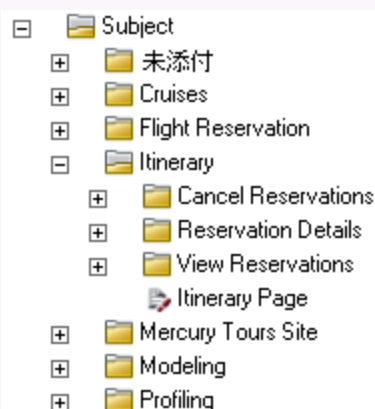 Subject
未添付
Cruises
Flight Reservation
Itinerary
Cancel Reservations
Reservation Details
View Reservations
Itinerary Page
Mercury Tours Site
Modeling
Profiling